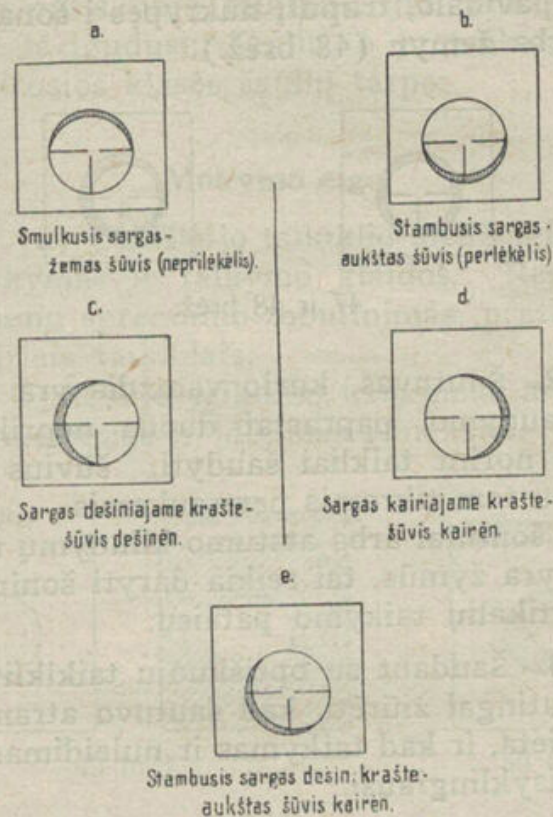 a.
Smulkusis sargas-
žemas šūvis (neprilėkėlis).
b.
Stambusis sargas-
aukštas šūvis (perlėkėlis)
c.
Sargas dešiniajame krašte-
šūvis dešinėn.
d.
Sargas kairiajame krašte-
šūvis kairėn.
e.
Stambusis sargas dešin. krašte-
aukštas šūvis kairėn.